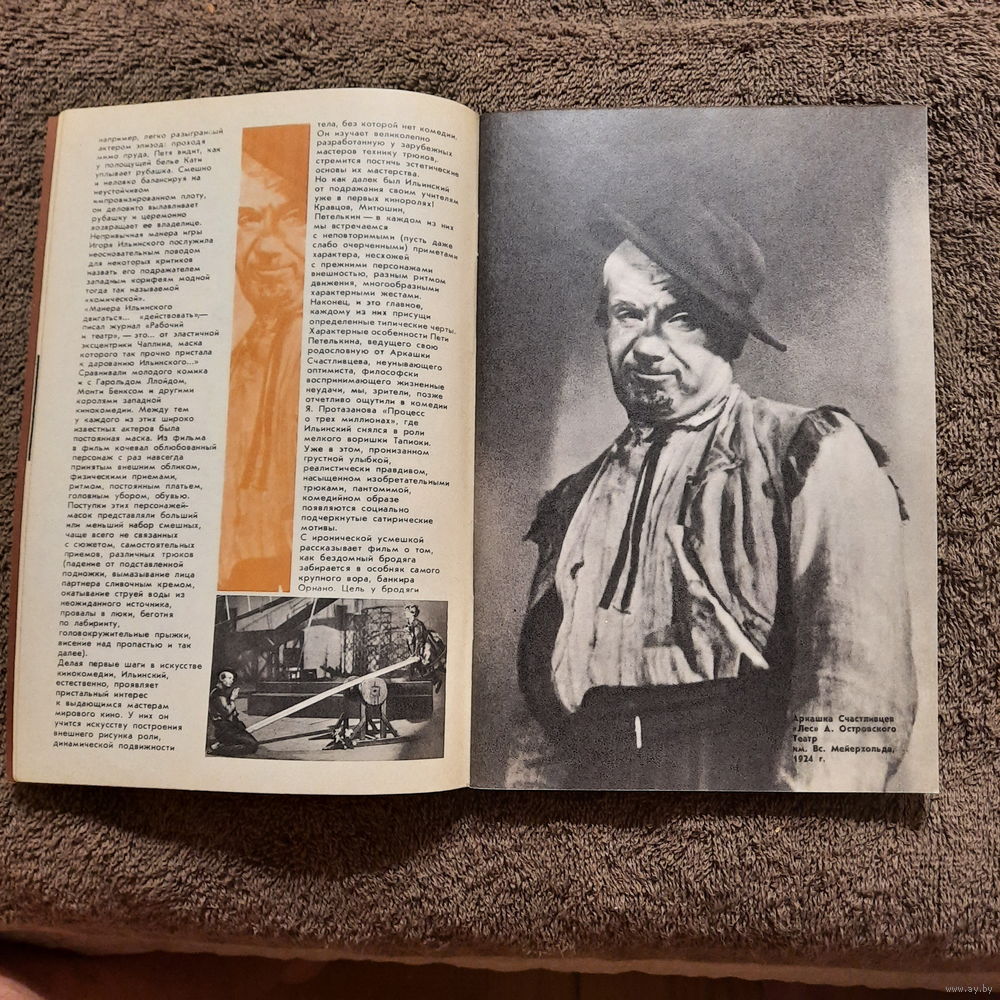 например, легко разыгранный
актером эпизод: проходя
мимо пруда, Петя видит, как
у полощущей белье Кати
уплывает рубашка. Смешно
и неловко балансируя на
неустойчивом
импровизированном плоту,
он деловито вылавливает
рубашку и церемонно
возвращает ее владелице.
Непривычная манера игры
Игоря Ильинского послужила
неосновательным поводом
для некоторых критиков
назвать его подражателем
западным корифеям модной
тогда так называемой
«комической».
«Манера Ильинского
двигаться... «действовать»—
писал журнал «Рабочий
и театр», — это... от эластичной
эксцентрики Чаплина, маска
которого так прочно пристала
к дарованию Ильинского...»
Сравнивали молодого комика
и с Гарольдом Ллойдом,
Монти Бенксом и другими
королями западной
кинокомедии. Между тем
у каждого из этих широко
известных актеров была
постоянная маска. Из фильма
в фильм кочевал облюбованный
персонаж с раз навсегда
принятым внешним обликом,
физическими приемами,
ритмом, постоянным платьем,
головным убором, обувью.
Поступки этих персонажей-
масок представляли больший
или меньший набор смешных,
чаще всего не связанных
с сюжетом, самостоятельных
приемов, различных трюков
(падение от подставленной
подножки, вымазывание лица
партнера сливочным кремом,
окатывание струей воды из
неожиданного источника,
провалы в люки, беготня
по лабиринту,
головокружительные прыжки,
висение над пропастью и так
далее).
Делая первые шаги в искусстве
кинокомедии, Ильинский,
естественно, проявляет
пристальный интерес
к выдающимся мастерам
мирового кино. У них он
учится искусству построения
внешнего рисунка роли,
динамической подвижности
тела, без которой нет комедии.
Он изучает великолепно
разработанную у зарубежных
мастеров технику трюков,
стремится постичь эстетические
основы их мастерства.
Но как далек был Ильинский
от подражания своим учителям
уже в первых киноролях!
Кравцов, Митюшин,
Петелькин — в каждом из них
мы встречаемся
с неповторимыми (пусть даже
слабо очерченными) приметами
характера, несхожей
с прежними персонажами
внешностью, разным ритмом
движения, многообразными
характерными жестами.
Наконец, и это главное,
каждому из них присущи
определенные типические черты.
Характерные особенности Пети
Петелькина, ведущего свою
родословную от Аркашки
Счастливцева, неунывающего
оптимиста, философски
воспринимающего жизненные
неудачи, мы, зрители, позже
отчетливо ощутили в комедии
Я. Протазанова «Процесс
о трех миллионах», где
Ильинский снялся в роли
мелкого воришки Тапиоки.
Уже в этом, пронизанном
грустной улыбкой,
реалистически правдивом,
насыщенном изобретательными
трюками, пантомимой,
комедийном образе
появляются социально
подчеркнутые сатирические
мотивы.
С иронической усмешкой
рассказывает фильм о том,
как бездомный бродяга
забирается в особняк самого
крупного вора, банкира
Орнано. Цель у бродяги
Аркашка Счастливцев
«Лес» А. Островского
Театр
им. Вс. Мейерхольда,
1924 г.
www.ay.by